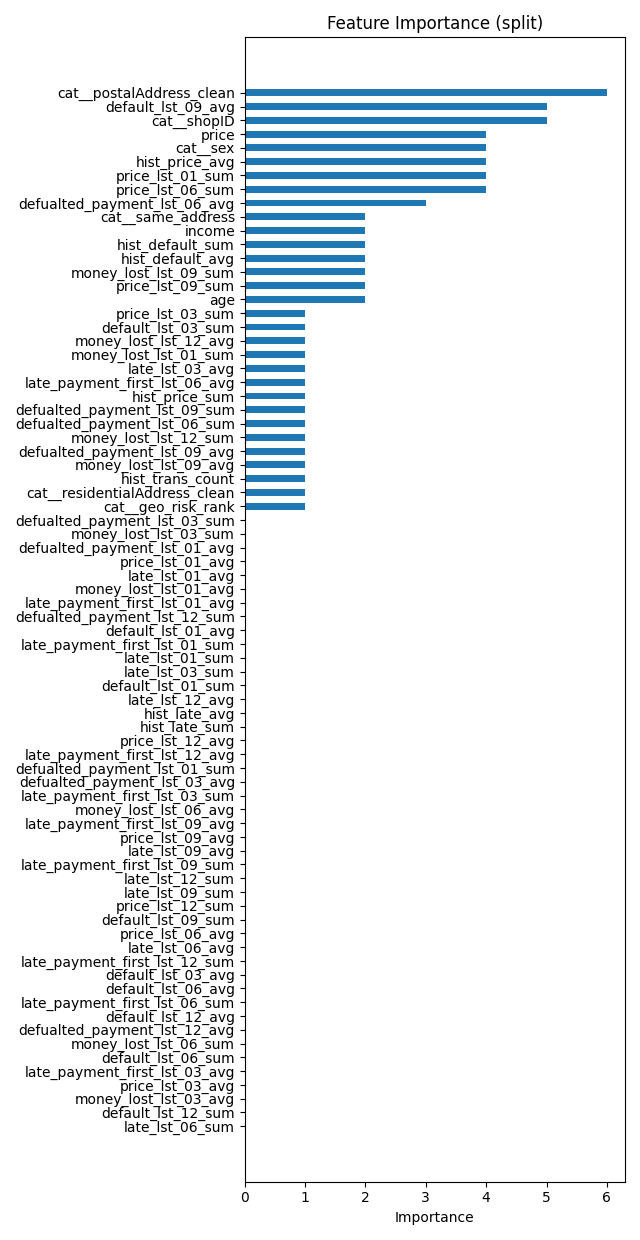 Feature Importance (split)
cat__postalAddress_clean
default_lst_09_avg
cat__shopID
price
cat__sex
hist_price_avg
price_lst_01_sum
price_lst_06_sum
defualted_payment_lst_06_avg
cat__same_address
income
hist_default_sum
hist_default_avg
money_lost_lst_09_sum
price_lst_09_sum
age
price_lst_03_sum
default_lst_03_sum
money_lost_lst_12_avg
money_lost_lst_01_sum
late_lst_03_avg
late_payment_first_lst_06_avg
hist_price_sum
defualted_payment_lst_09_sum
defualted_payment_lst_06_sum
money_lost_lst_12_sum
defualted_payment_lst_09_avg
money_lost_lst_09_avg
hist_trans_count
cat__residentialAddress_clean
cat__geo_risk_rank
defualted_payment_lst_03_sum
money_lost_lst_03_sum
defualted_payment_lst_01_avg
price_lst_01_avg
late_lst_01_avg
money_lost_lst_01_avg
late_payment_first_lst_01_avg
defualted_payment_lst_12_sum
default_lst_01_avg
late_payment_first_lst_01_sum
late_lst_01_sum
late_lst_03_sum
default_lst_01_sum
late_lst_12_avg
hist_late_avg
hist_late_sum
price_lst_12_avg
late_payment_first_lst_12_avg
defualted_payment_lst_01_sum
defualted_payment_lst_03_avg
late_payment_first_lst_03_sum
money_lost_lst_06_avg
late_payment_first_lst_09_avg
price_lst_09_avg
late_lst_09_avg
late_payment_first_lst_09_sum
late_lst_12_sum
late_lst_09_sum
price_lst_12_sum
default_lst_09_sum
price_lst_06_avg
late_lst_06_avg
late_payment_first_lst_12_sum
default_lst_03_avg
default_lst_06_avg
late_payment_first_lst_06_sum
default_lst_12_avg
defualted_payment_lst_12_avg
money_lost_lst_06_sum
default_lst_06_sum
late_payment_first_lst_03_avg
price_lst_03_avg
money_lost_lst_03_avg
default_lst_12_sum
late_lst_06_sum
0 1 2 3 4 5 6
Importance